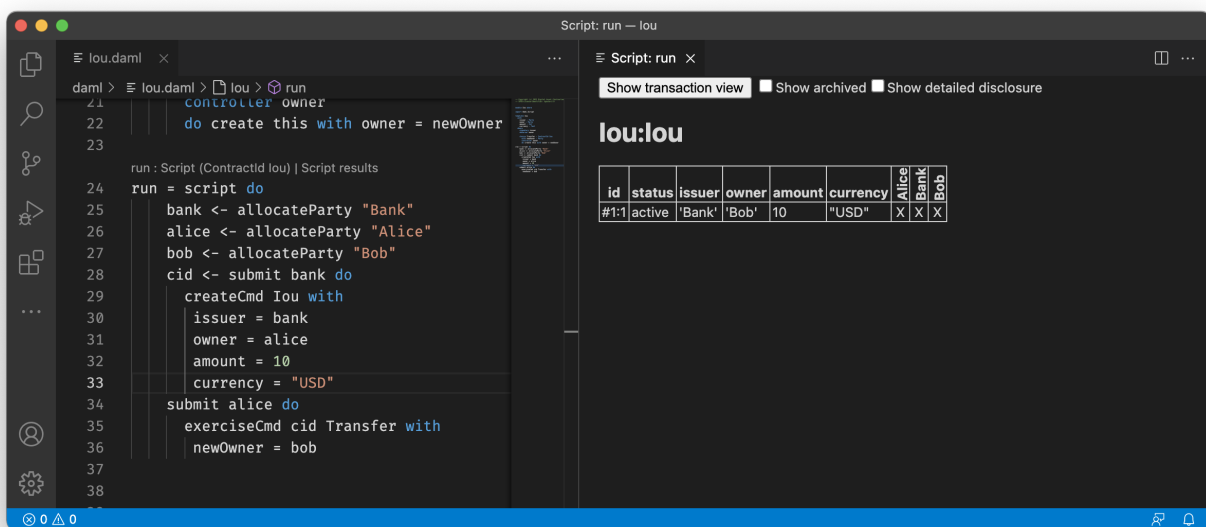 Script: run — lou
Iou.daml
daml > Iou.daml > Iou > run
21 controller owner
22 do create this with owner = newOwner
23
run : Script (ContractId Iou) | Script results
24 run = script do
25 bank <- allocateParty "Bank"
26 alice <- allocateParty "Alice"
27 bob <- allocateParty "Bob"
28 cid <- submit bank do
29 createCmd Iou with
30 issuer = bank
31 owner = alice
32 amount = 10
33 currency = "USD"
34 submit alice do
35 exerciseCmd cid Transfer with
36 newOwner = bob
37
38
0 0
Script: run
Show transaction view Show archived Show detailed disclosure
Iou:Iou
id status issuer owner amount currency Alice Bank Bob
#1:1 active 'Bank' 'Bob' 10 "USD" X X X